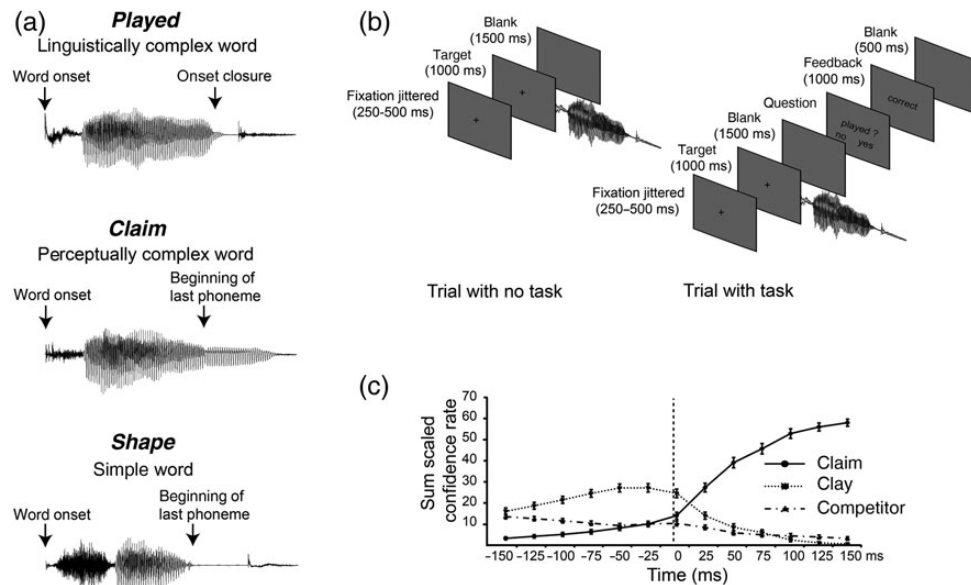 (a)
Played
Linguistically complex word
Word onset
Onset closure
Claim
Perceptually complex word
Word onset
Beginning of
last phoneme
Shape
Simple word
Word onset
Beginning of
last phoneme
(b)
Blank
(1500 ms)
Target
(1000 ms)
Fixation jittered
(250-500 ms)
+
+
Trial with no task
Blank
(500 ms)
Feedback
(1000 ms)
Question
Blank
(1500 ms)
Target
(1000 ms)
Fixation jittered
(250–500 ms)
correct
played ?
no yes
+
+
Trial with task
(c)
Sum scaled
confidence rate
70
60
50
40
30
20
10
Claim
Clay
Competitor
−150 −125 −100 −75 −50 −25 0 25 50 75 100 125 150 ms
Time (ms)